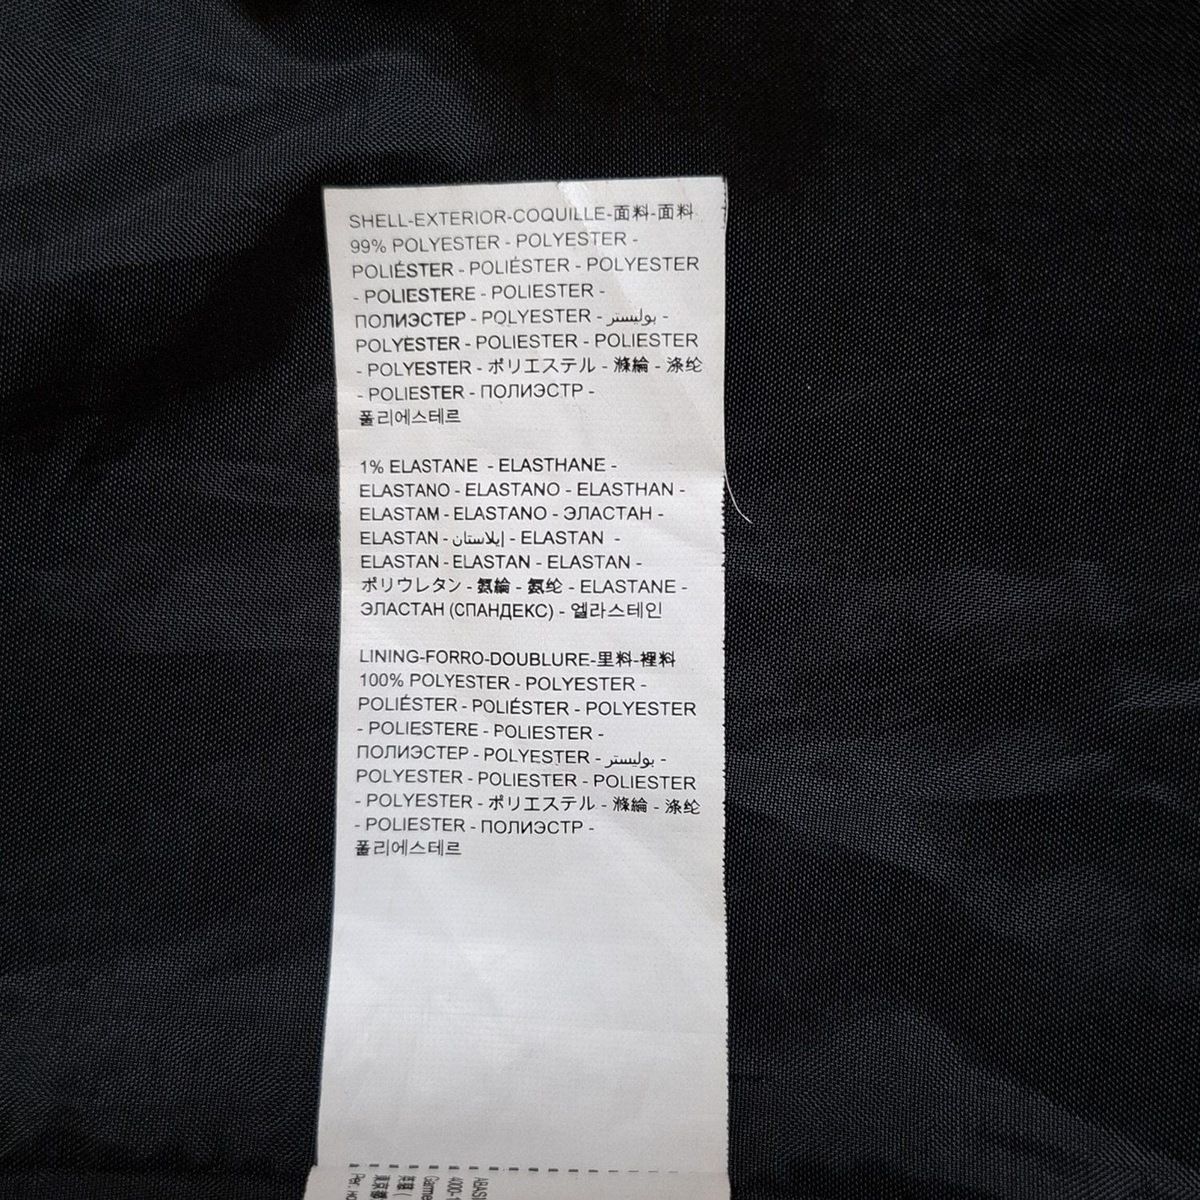 SHELL-EXTERIOR-COQUILLE-面料-面料
99% POLYESTER - POLYESTER -
POLIÉSTER - POLIÉSTER - POLYESTER
- POLIESTERE - POLIESTER -
ПОЛИЭСТЕР - POLYESTER - بوليستر -
POLYESTER - POLIESTER - POLIESTER
- POLYESTER - ポリエステル - 滌綸 - 涤纶
- POLIESTER - ПОЛИЭСТР -
폴리에스테르
1% ELASTANE - ELASTHANE -
ELASTANO - ELASTANO - ELASTHAN -
ELASTAM - ELASTANO - ЭЛАСТАН -
ELASTAN - إيلاستان - ELASTAN -
ELASTAN - ELASTAN - ELASTAN -
ポリウレタン - 氨綸 - 氨纶 - ELASTANE -
ЭЛАСТАН (СПАНДЕКС) - 엘라스테인
LINING-FORRO-DOUBLURE-里料-裡料
100% POLYESTER - POLYESTER -
POLIÉSTER - POLIÉSTER - POLYESTER
- POLIESTERE - POLIESTER -
ПОЛИЭСТЕР - POLYESTER - بوليستر -
POLYESTER - POLIESTER - POLIESTER
- POLYESTER - ポリエステル - 滌綸 - 涤纶
- POLIESTER - ПОЛИЭСТР -
폴리에스테르